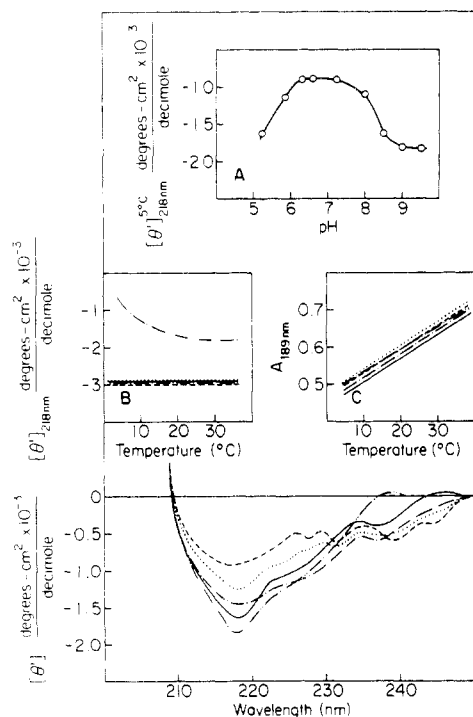 [θ']5°C 218nm degrees - cm² x 10 3 / decimole
-1.0
-1.5
-2.0
A
5 6 7 8 9
pH
[θ']218nm degrees - cm² x 10⁻³ / decimole
-1
-2
-3
B
10 20 30
Temperature (°C)
A189nm
0.7
0.6
0.5
C
10 20 30
Temperature (°C)
[θ'] degrees - cm² x 10⁻³ / decimole
0
-0.5
-1.0
-1.5
-2.0
210 220 230 240
Wavelength (nm)